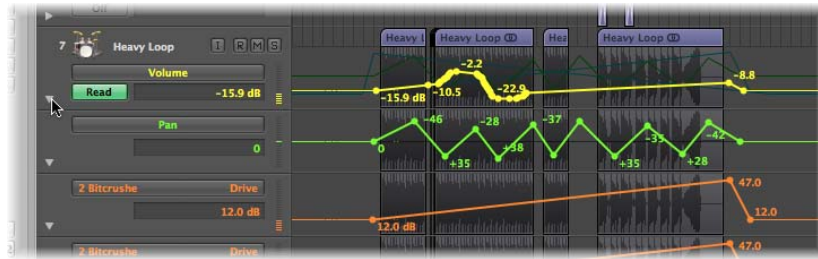 Off
7 Heavy Loop I R M S
Heavy L Heavy Loop Hea Heavy Loop
Volume
Read -15.9 dB
-15.9 dB -10.5 -2.2 -22.9 -8.8
Pan
0
0 -46 +35 -28 +38 -37 +35 -35 +28 -42
2 Bitcrushe Drive
12.0 dB
12.0 dB 47.0 12.0
2 Bitcrushe Drive
47.0